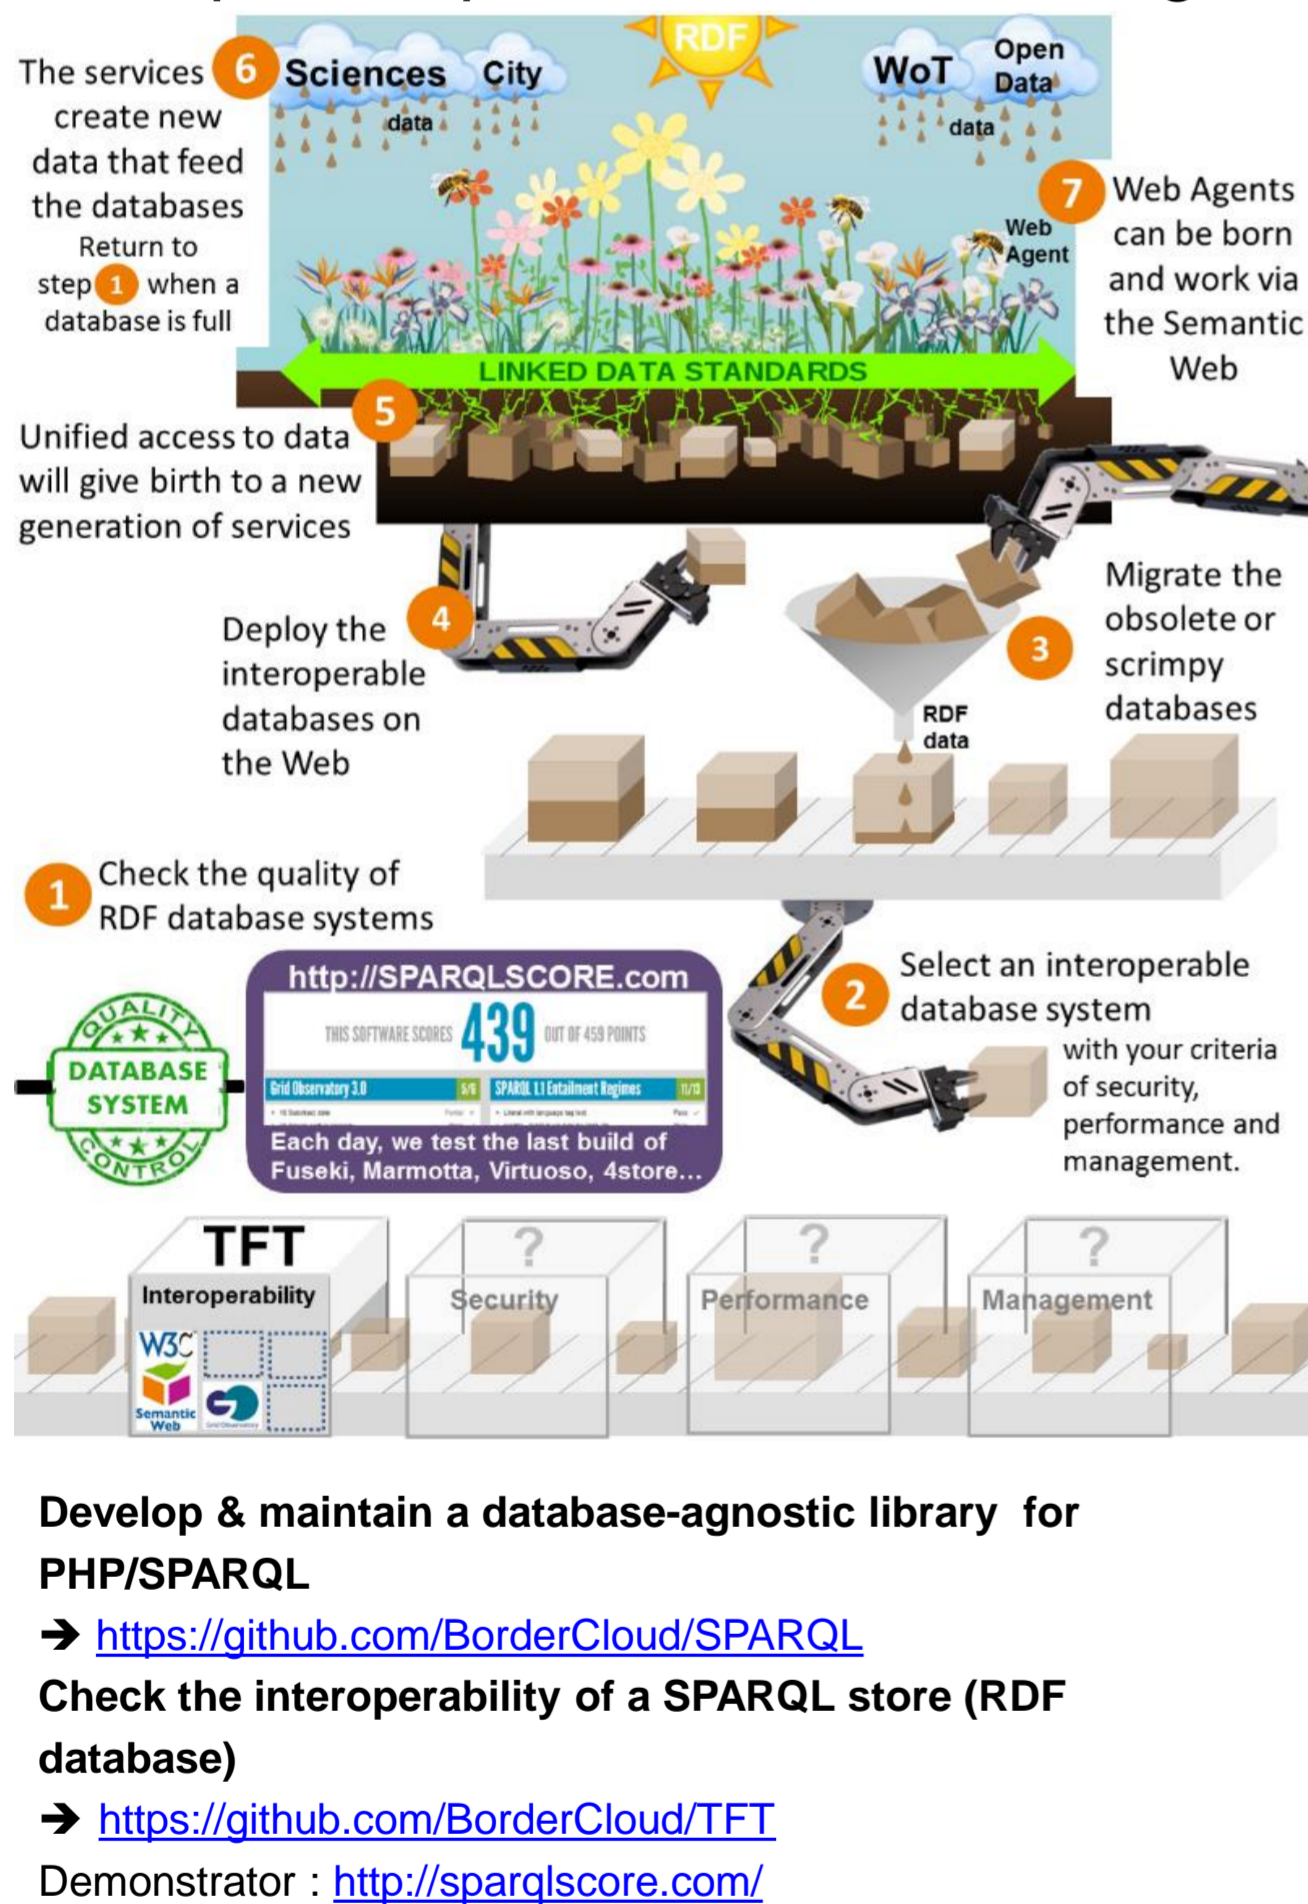 RDF
6
Sciences
City
data
WoT
Open
Data
data
The services
create new
data that feed
the databases
Return to
step 1 when a
database is full
7
Web Agents
can be born
and work via
the Semantic
Web
Web
Agent
LINKED DATA STANDARDS
5
Unified access to data
will give birth to a new
generation of services
4
Deploy the
interoperable
databases on
the Web
3
Migrate the
obsolete or
scrimpy
databases
RDF
data
1
Check the quality of
RDF database systems
QUALITY
DATABASE
SYSTEM
CONTROL
http://SPARQLSCORE.com
THIS SOFTWARE SCORES 439 OUT OF 459 POINTS
Grid Observatory 3.0 5/6
SPARQL 1.1 Entailment Regimes 11/13
Each day, we test the last build of
Fuseki, Marmotta, Virtuoso, 4store...
2
Select an interoperable
database system
with your criteria
of security,
performance and
management.
TFT
Interoperability
W3C
Semantic
Web
Grid Observatory
?
Security
?
Performance
?
Management
Develop & maintain a database-agnostic library for
PHP/SPARQL
➔ https://github.com/BorderCloud/SPARQL
Check the interoperability of a SPARQL store (RDF
database)
➔ https://github.com/BorderCloud/TFT
Demonstrator : http://sparqlscore.com/